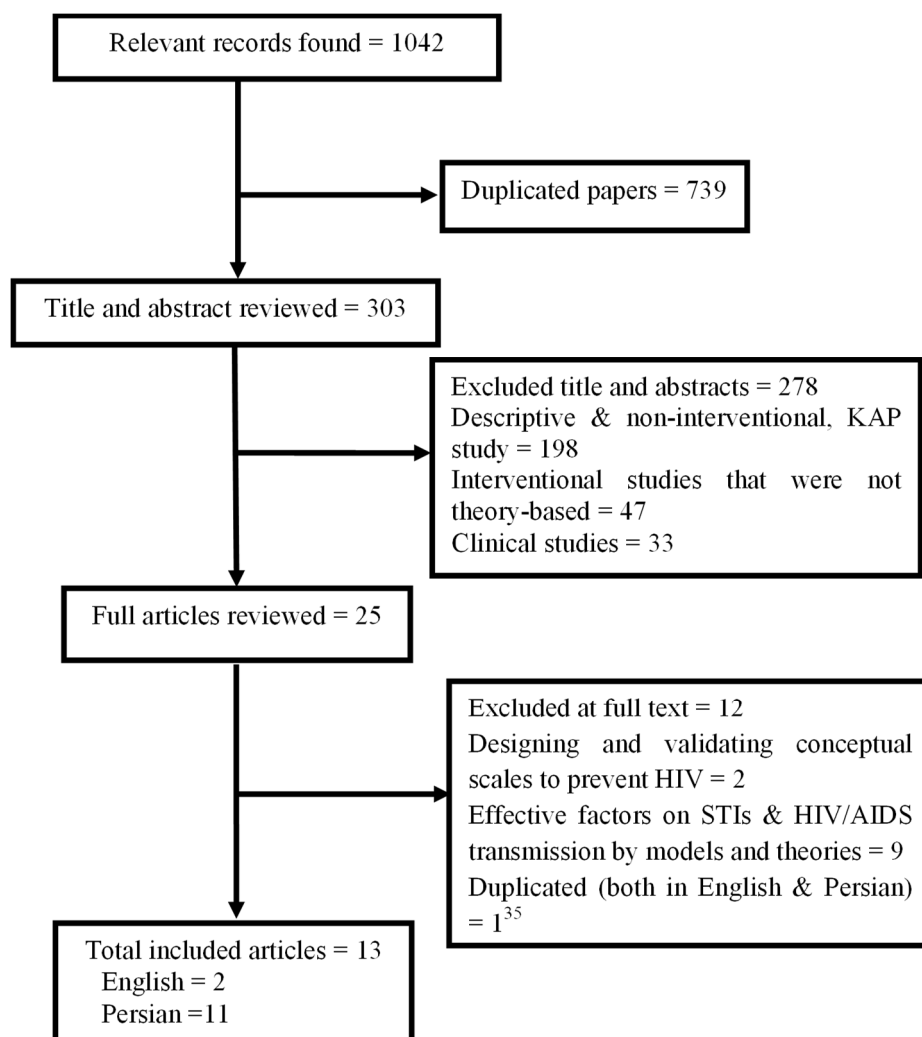 Relevant records found = 1042
Duplicated papers = 739
Title and abstract reviewed = 303
Excluded title and abstracts = 278
Descriptive & non-interventional, KAP
study = 198
Interventional studies that were not
theory-based = 47
Clinical studies = 33
Full articles reviewed = 25
Excluded at full text = 12
Designing and validating conceptual
scales to prevent HIV = 2
Effective factors on STIs & HIV/AIDS
transmission by models and theories = 9
Duplicated (both in English & Persian)
= 1³⁵
Total included articles = 13
English = 2
Persian =11